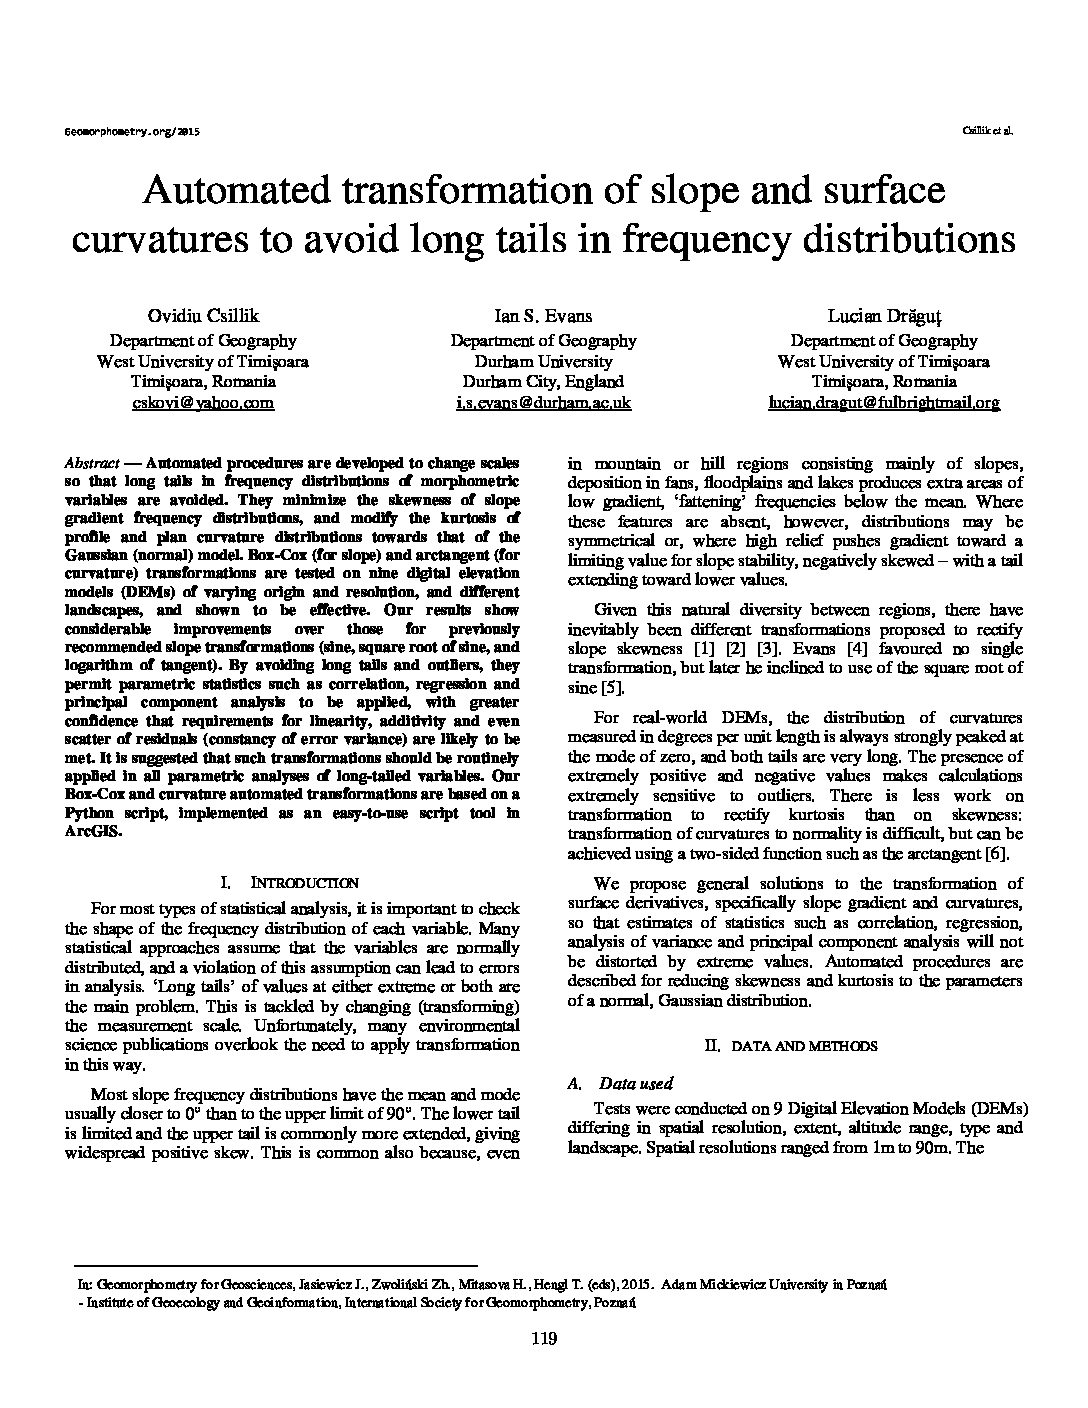 Geomorphometry.org/2015
Csillik et al.
Automated transformation of slope and surface
curvatures to avoid long tails in frequency distributions
Ovidiu Csillik
Department of Geography
West University of Timişoara
Timişoara, Romania
cskovi@yahoo.com
Ian S. Evans
Department of Geography
Durham University
Durham City, England
i.s.evans@durham.ac.uk
Lucian Drăguţ
Department of Geography
West University of Timişoara
Timişoara, Romania
lucian.dragut@fulbrightmail.org
Abstract — Automated procedures are developed to change scales
so that long tails in frequency distributions of morphometric
variables are avoided. They minimize the skewness of slope
gradient frequency distributions, and modify the kurtosis of
profile and plan curvature distributions towards that of the
Gaussian (normal) model. Box-Cox (for slope) and arctangent (for
curvature) transformations are tested on nine digital elevation
models (DEMs) of varying origin and resolution, and different
landscapes, and shown to be effective. Our results show
considerable improvements over those for previously
recommended slope transformations (sine, square root of sine, and
logarithm of tangent). By avoiding long tails and outliers, they
permit parametric statistics such as correlation, regression and
principal component analysis to be applied, with greater
confidence that requirements for linearity, additivity and even
scatter of residuals (constancy of error variance) are likely to be
met. It is suggested that such transformations should be routinely
applied in all parametric analyses of long-tailed variables. Our
Box-Cox and curvature automated transformations are based on a
Python script, implemented as an easy-to-use script tool in
ArcGIS.
I. INTRODUCTION
For most types of statistical analysis, it is important to check
the shape of the frequency distribution of each variable. Many
statistical approaches assume that the variables are normally
distributed, and a violation of this assumption can lead to errors
in analysis. ‘Long tails’ of values at either extreme or both are
the main problem. This is tackled by changing (transforming)
the measurement scale. Unfortunately, many environmental
science publications overlook the need to apply transformation
in this way.
Most slope frequency distributions have the mean and mode
usually closer to 0° than to the upper limit of 90°. The lower tail
is limited and the upper tail is commonly more extended, giving
widespread positive skew. This is common also because, even
in mountain or hill regions consisting mainly of slopes,
deposition in fans, floodplains and lakes produces extra areas of
low gradient, ‘fattening’ frequencies below the mean. Where
these features are absent, however, distributions may be
symmetrical or, where high relief pushes gradient toward a
limiting value for slope stability, negatively skewed – with a tail
extending toward lower values.
Given this natural diversity between regions, there have
inevitably been different transformations proposed to rectify
slope skewness [1] [2] [3]. Evans [4] favoured no single
transformation, but later he inclined to use of the square root of
sine [5].
For real-world DEMs, the distribution of curvatures
measured in degrees per unit length is always strongly peaked at
the mode of zero, and both tails are very long. The presence of
extremely positive and negative values makes calculations
extremely sensitive to outliers. There is less work on
transformation to rectify kurtosis than on skewness:
transformation of curvatures to normality is difficult, but can be
achieved using a two-sided function such as the arctangent [6].
We propose general solutions to the transformation of
surface derivatives, specifically slope gradient and curvatures,
so that estimates of statistics such as correlation, regression,
analysis of variance and principal component analysis will not
be distorted by extreme values. Automated procedures are
described for reducing skewness and kurtosis to the parameters
of a normal, Gaussian distribution.
II. DATA AND METHODS
A. Data used
Tests were conducted on 9 Digital Elevation Models (DEMs)
differing in spatial resolution, extent, altitude range, type and
landscape. Spatial resolutions ranged from 1m to 90m. The
In: Geomorphometry for Geosciences, Jasiewicz J., Zwoliński Zb., Mitasova H., Hengl T. (eds), 2015. Adam Mickiewicz University in Poznań
- Institute of Geoecology and Geoinformation, International Society for Geomorphometry, Poznań
119